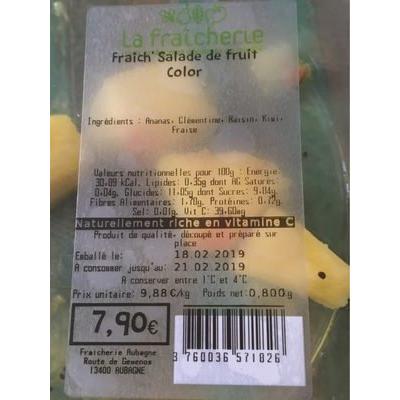 La fraîcherie
Fraîch' Salade de fruit
Color
Ingrédients : Ananas, Clémentine, Raisin, Kiwi,
Fraise
Valeurs nutritionnelles pour 100g : Energie:
30,09 kCal. Lipides: 0,35g dont AG Saturés:
0,04g. Glucides: 11,05g dont Sucres: 9,84g.
Fibres Alimentaires: 1,70g. Protéines: 0,72g.
Sel: 0,01g. Vit C: 39,60mg
Naturellement riche en vitamine C
Produit de qualité, découpé et préparé sur
place
Emballé le: 18.02.2019
A consommer jusqu'au: 21.02.2019
A conserver entre 1°C et 4°C
Prix unitaire: 9,88€/kg Poids net:0,800g
7,90€
Fraicherie Aubagne
Route de Gemenos
13400 AUBAGNE
3 760036 571826